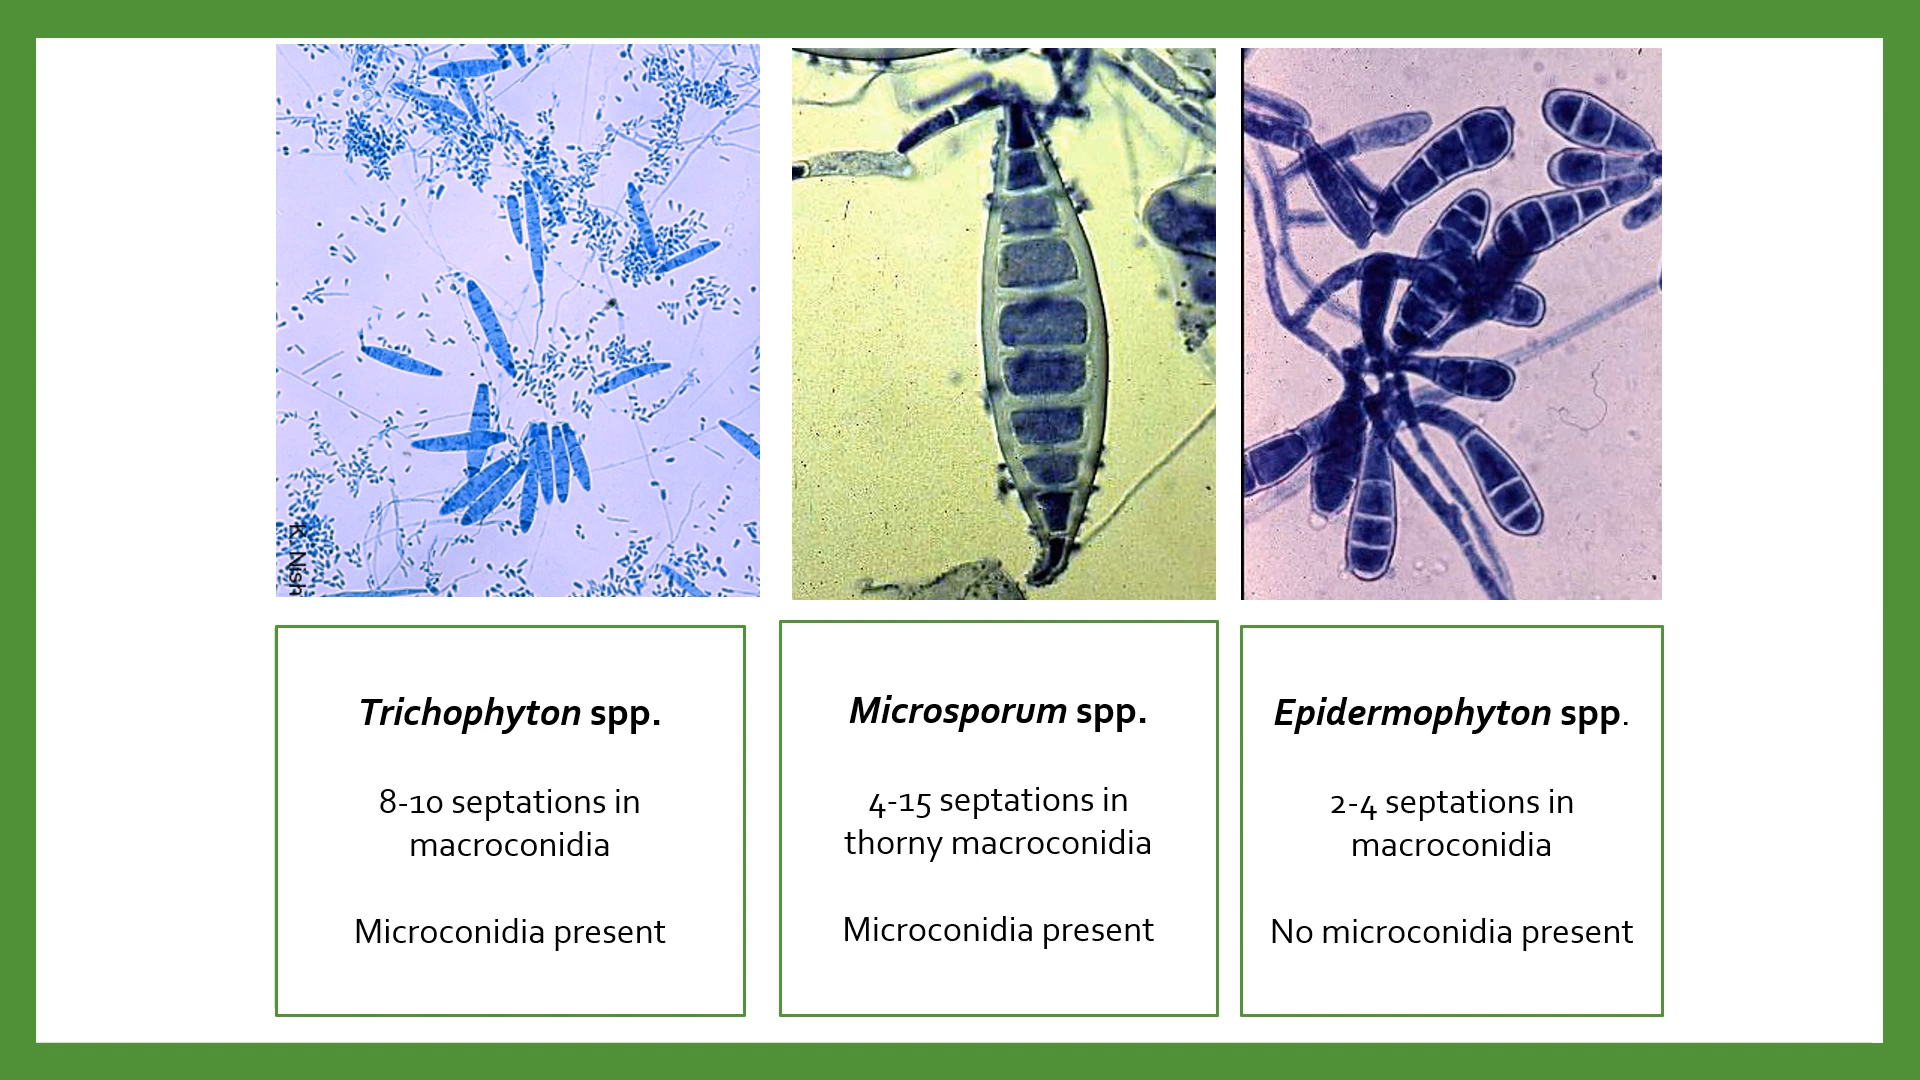 K. Nish
Trichophyton spp.
8-10 septations in
macroconidia
Microconidia present
Microsporum spp.
4-15 septations in
thorny macroconidia
Microconidia present
Epidermophyton spp.
2-4 septations in
macroconidia
No microconidia present